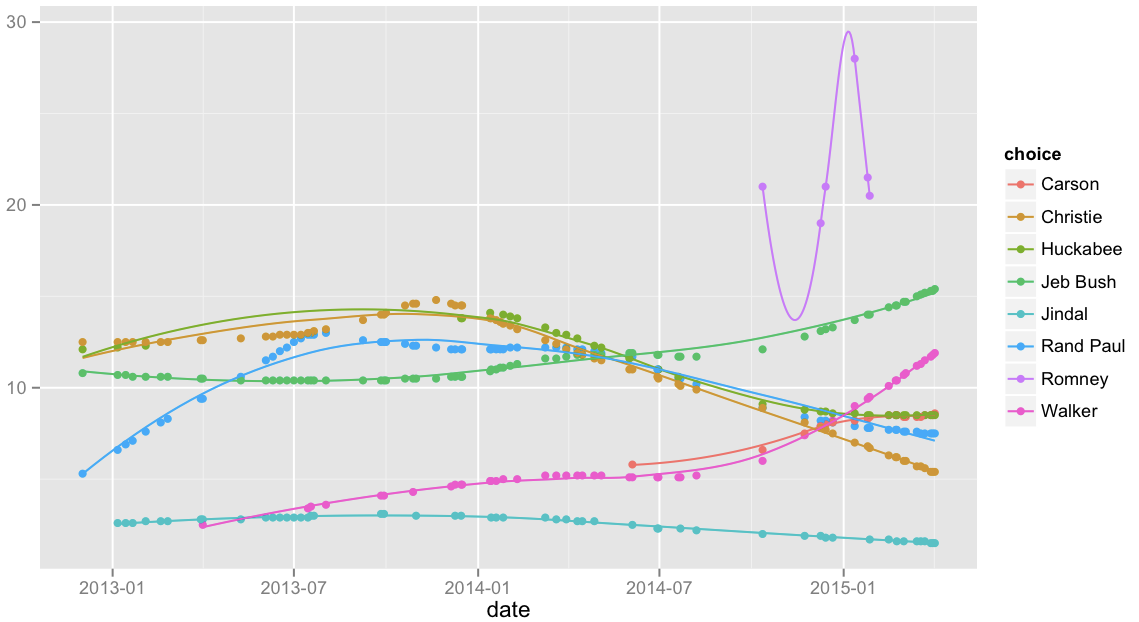 30
20
10
2013-01
2013-07
2014-01
2014-07
2015-01
date
choice
Carson
Christie
Huckabee
Jeb Bush
Jindal
Rand Paul
Romney
Walker